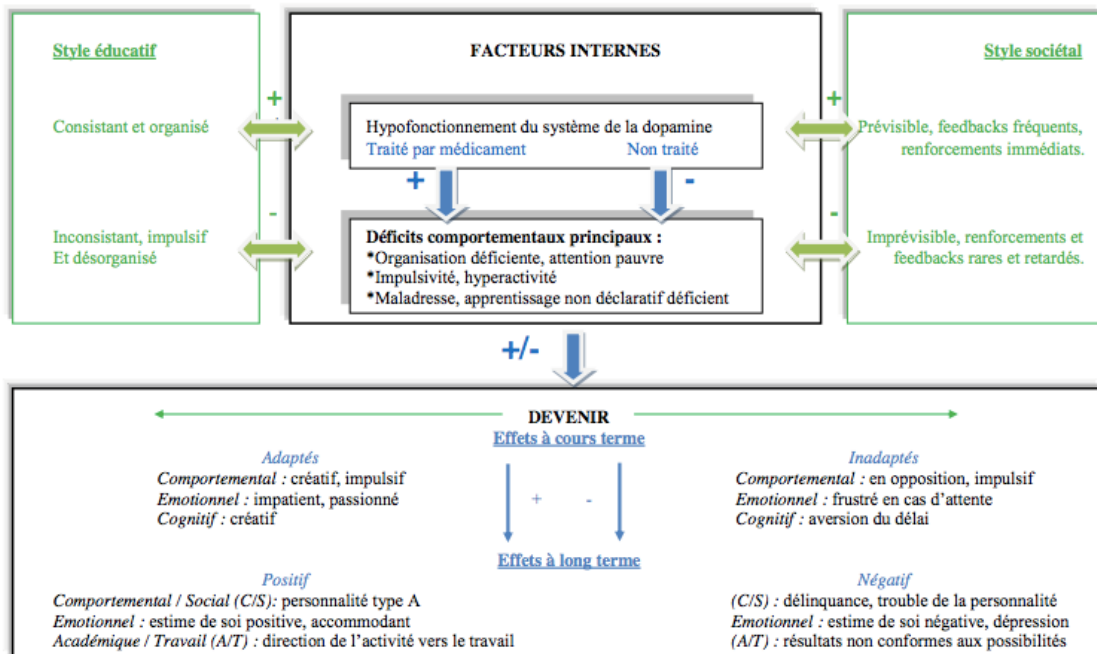 Style éducatif
Consistant et organisé
Inconsistant, impulsif
Et désorganisé
+
-
FACTEURS INTERNES
Hypofonctionnement du système de la dopamine
Traité par médicament Non traité
+ -
Déficits comportementaux principaux :
*Organisation déficiente, attention pauvre
*Impulsivité, hyperactivité
*Maladresse, apprentissage non déclaratif déficient
+
-
Style sociétal
Prévisible, feedbacks fréquents,
renforcements immédiats.
Imprévisible, renforcements et
feedbacks rares et retardés.
+/-
DEVENIR
Effets à cours terme
Adaptés
Comportemental : créatif, impulsif
Emotionnel : impatient, passionné
Cognitif : créatif
+ -
Inadaptés
Comportemental : en opposition, impulsif
Emotionnel : frustré en cas d'attente
Cognitif : aversion du délai
Effets à long terme
Positif
Comportemental / Social (C/S): personnalité type A
Emotionnel : estime de soi positive, accommodant
Académique / Travail (A/T) : direction de l'activité vers le travail
Négatif
(C/S) : délinquance, trouble de la personnalité
Emotionnel : estime de soi négative, dépression
(A/T) : résultats non conformes aux possibilités